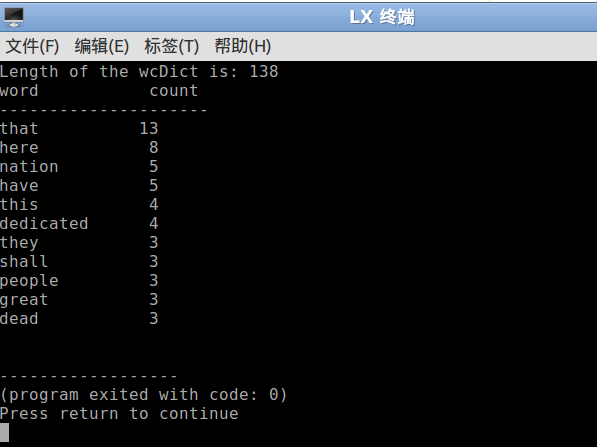 LX 终端
文件(F) 编辑(E) 标签(T) 帮助(H)
Length of the wcDict is: 138
word           count
---------------------
that          13
here           8
nation         5
have           5
this           4
dedicated      4
they           3
shall          3
people         3
great          3
dead           3
------------------
(program exited with code: 0)
Press return to continue